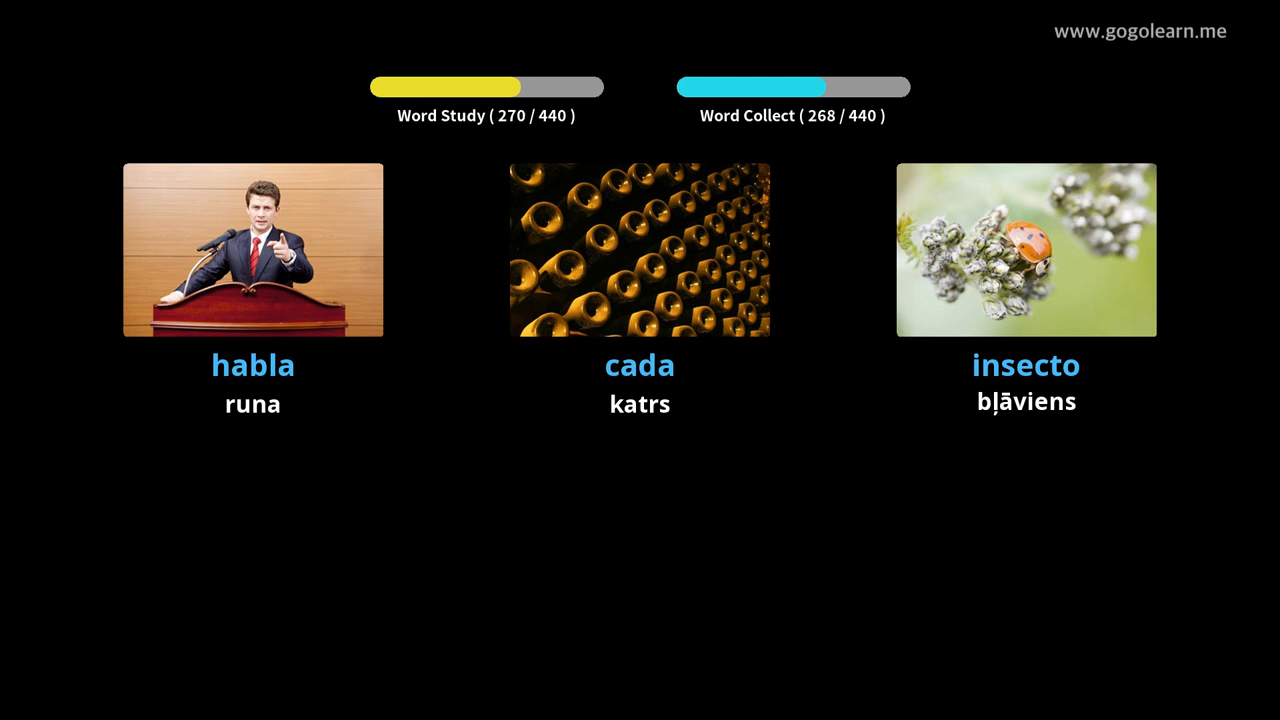 www.gogolearn.me
Word Study ( 270 / 440 )
Word Collect ( 268 / 440 )
habla
cada
insecto
runa
katrs
bļāviens